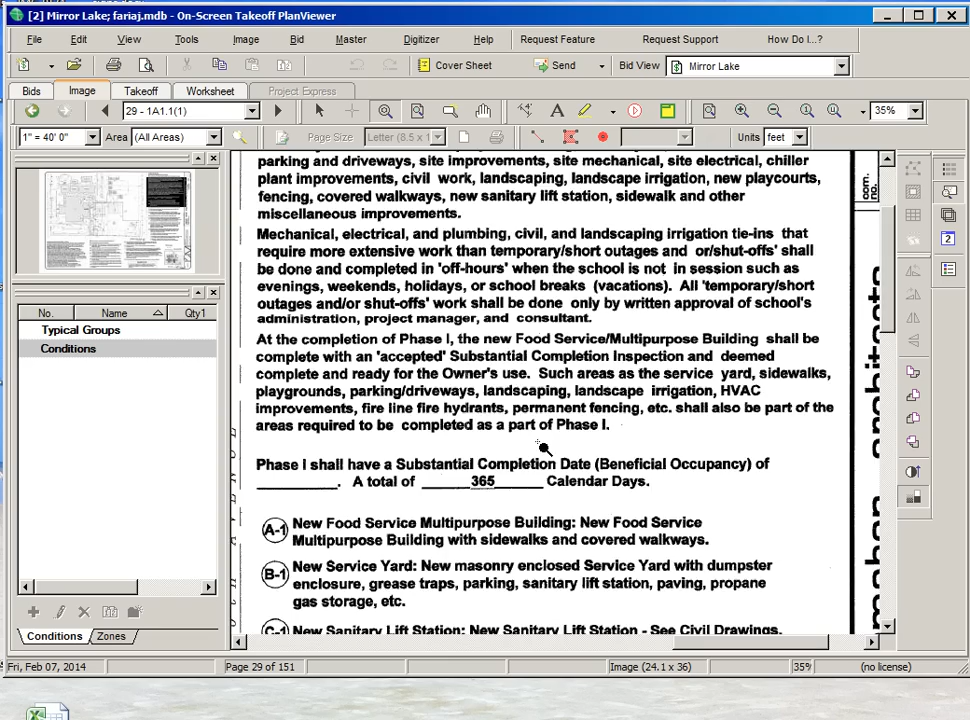 [2] Mirror Lake; fariaj.mdb - On-Screen Takeoff PlanViewer
File Edit View Tools Image Bid Master Digitizer Help Request Feature Request Support How Do I...?
Cover Sheet Send Bid View Mirror Lake
Bids Image Takeoff Worksheet Project Express
29 - 1A1.1(1) 35%
1" = 40' 0" Area (All Areas) Page Size Letter (8.5 x 1 Units feet
parking and driveways, site improvements, site mechanical, site electrical, chiller
plant improvements, civil work, landscaping, landscape irrigation, new playcourts,
fencing, covered walkways, new sanitary lift station, sidewalk and other
miscellaneous improvements.
Mechanical, electrical, and plumbing, civil, and landscaping irrigation tie-ins that
require more extensive work than temporary/short outages and or/shut-offs' shall
be done and completed in 'off-hours' when the school is not in session such as
evenings, weekends, holidays, or school breaks (vacations). All 'temporary/short
outages and/or shut-offs' work shall be done only by written approval of school's
administration, project manager, and consultant.
At the completion of Phase I, the new Food Service/Multipurpose Building shall be
complete with an 'accepted' Substantial Completion Inspection and deemed
complete and ready for the Owner's use. Such areas as the service yard, sidewalks,
playgrounds, parking/driveways, landscaping, landscape irrigation, HVAC
improvements, fire line fire hydrants, permanent fencing, etc. shall also be part of the
areas required to be completed as a part of Phase I.
Phase I shall have a Substantial Completion Date (Beneficial Occupancy) of
__________. A total of ______365______ Calendar Days.
A-1 New Food Service Multipurpose Building: New Food Service
Multipurpose Building with sidewalks and covered walkways.
B-1 New Service Yard: New masonry enclosed Service Yard with dumpster
enclosure, grease traps, parking, sanitary lift station, paving, propane
gas storage, etc.
C-1 New Sanitary Lift Station: New Sanitary Lift Station - See Civil Drawings.
com.
no.
architects
2
No. Name Qty1
Typical Groups
Conditions
Conditions Zones
Fri, Feb 07, 2014 Page 29 of 151 Image (24.1 x 36) 35% (no license)